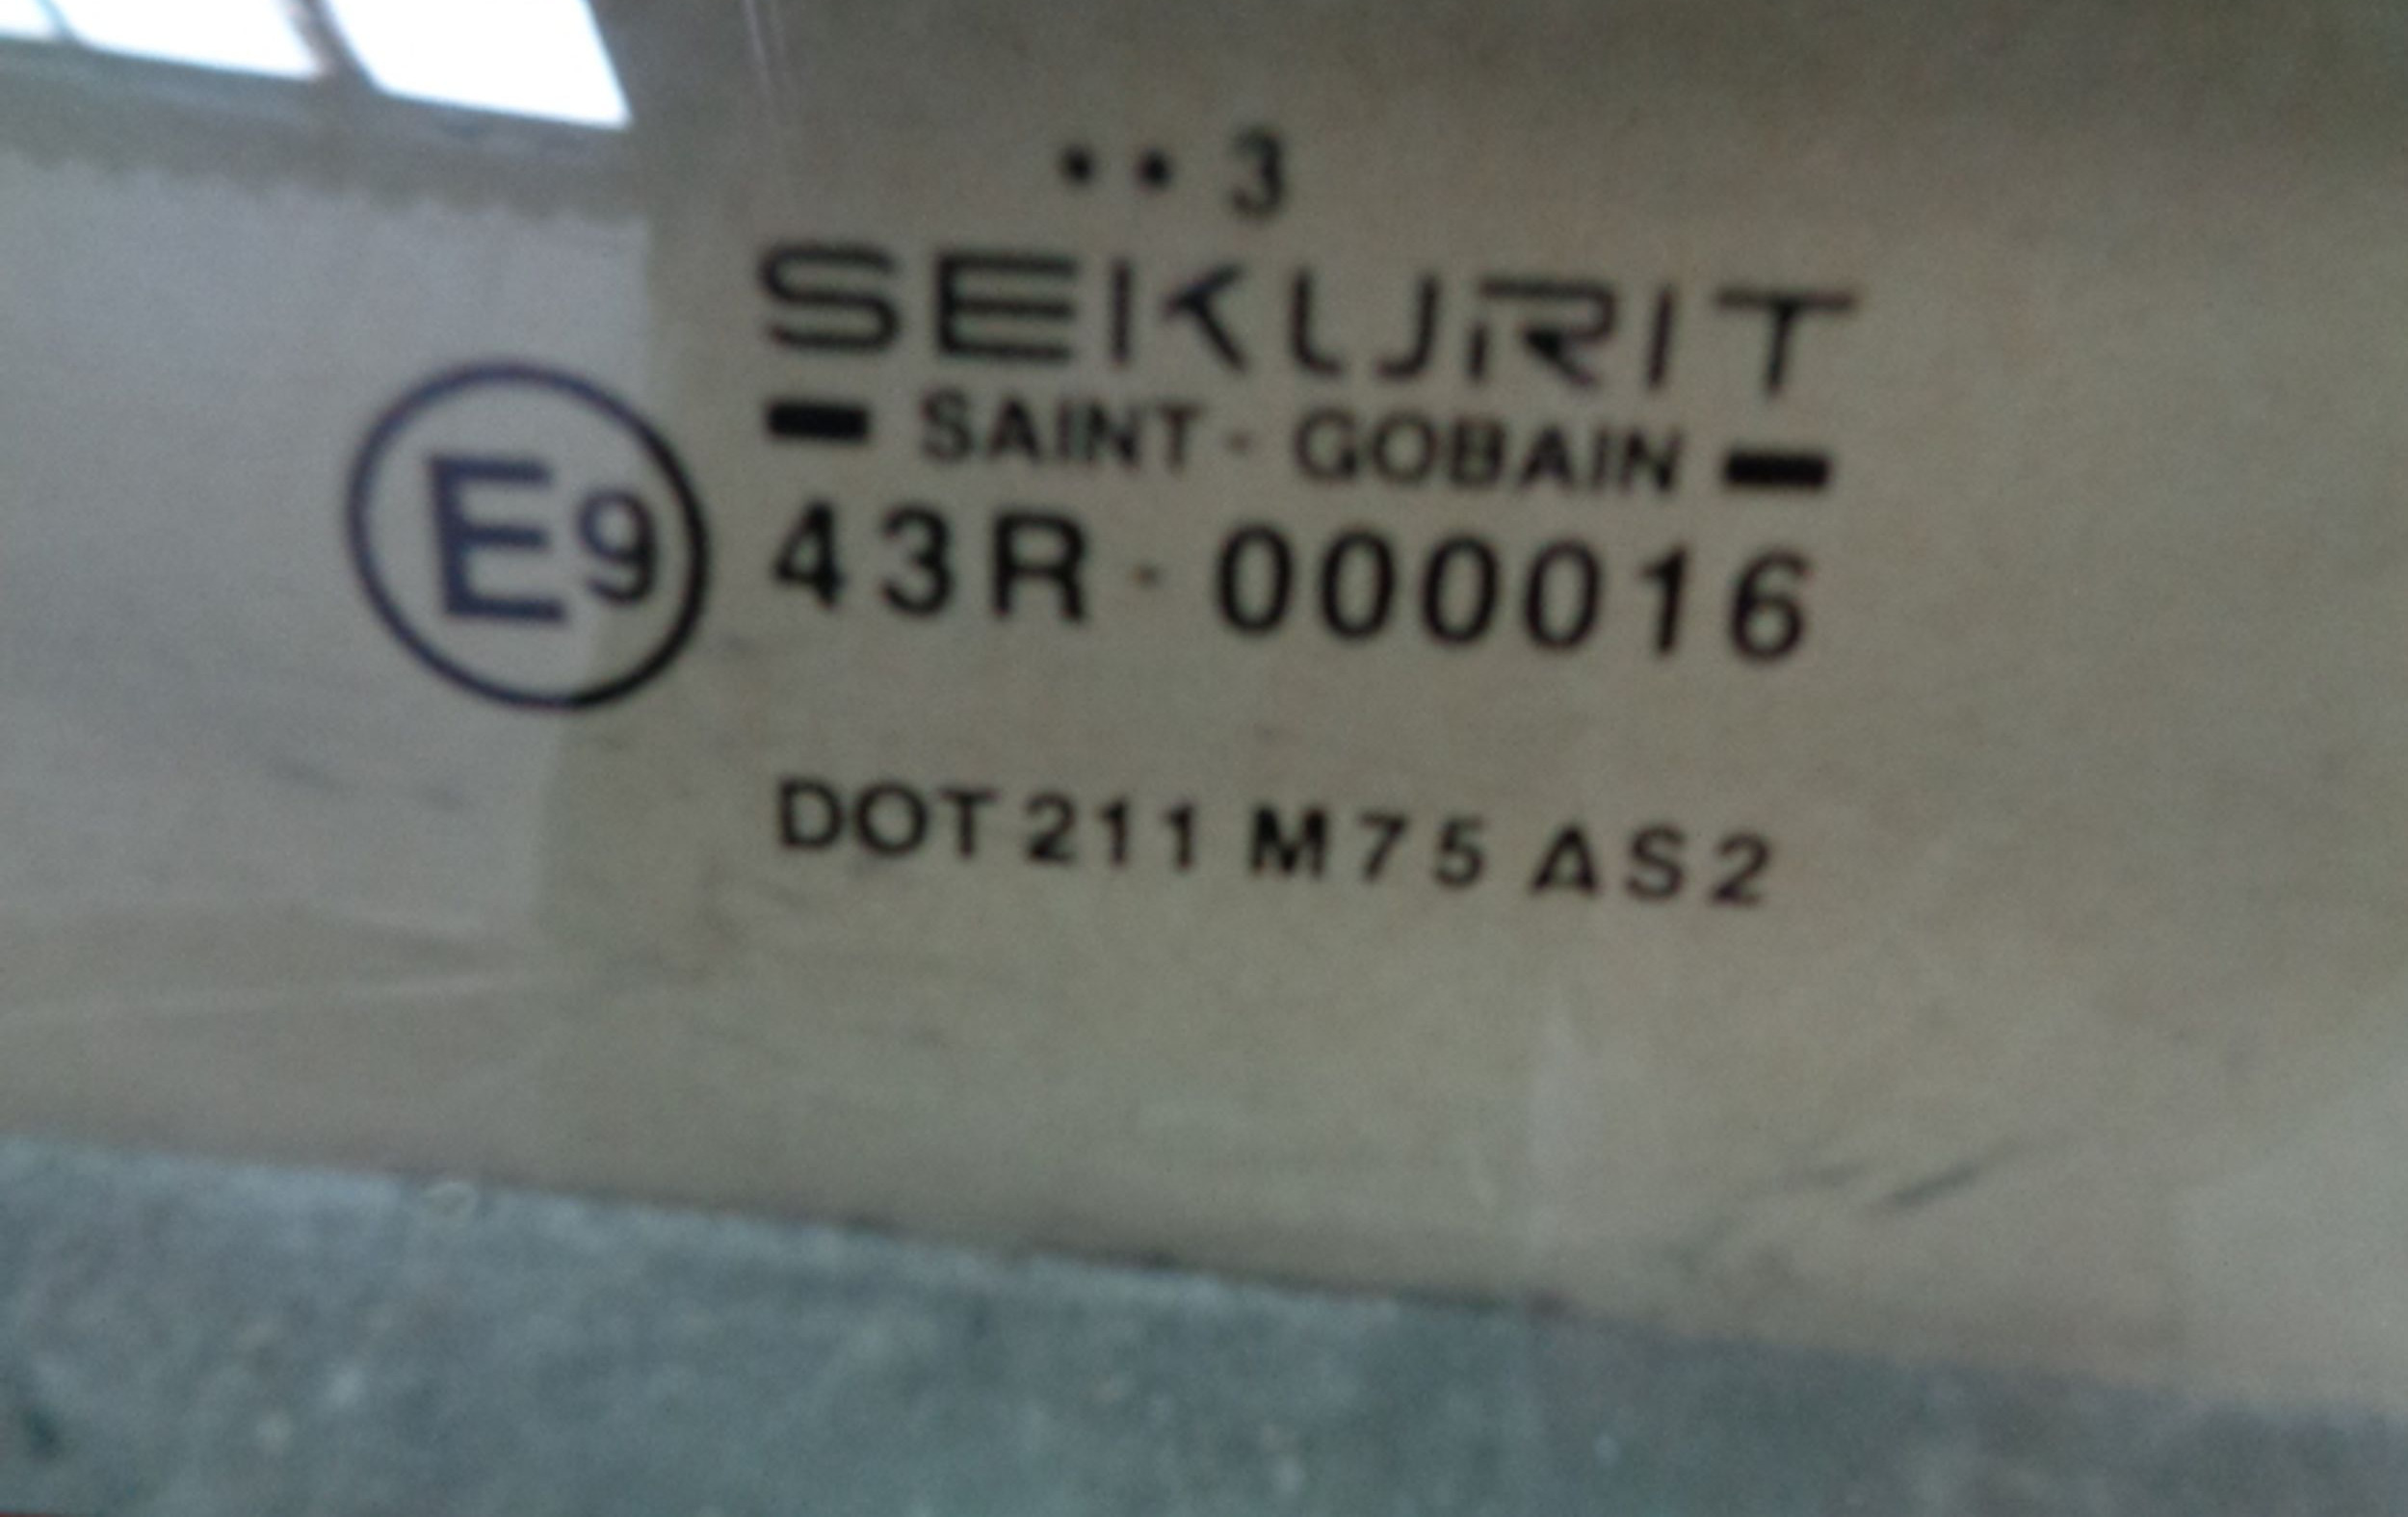 • • 3
SEKURIT
SAINT - GOBAIN
E9 43R - 000016
DOT 211 M75 AS2